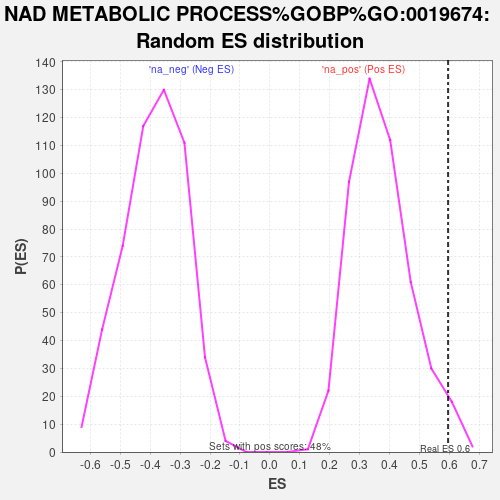 NAD METABOLIC PROCESS%GOBP%GO:0019674:
Random ES distribution
'na_neg' (Neg ES)
'na_pos' (Pos ES)
140
130
120
110
100
90
80
70
60
50
40
30
20
10
0
P(ES)
Sets with pos scores: 48%
Real ES 0.6
-0.6 -0.5 -0.4 -0.3 -0.2 -0.1 0.0 0.1 0.2 0.3 0.4 0.5 0.6 0.7
ES